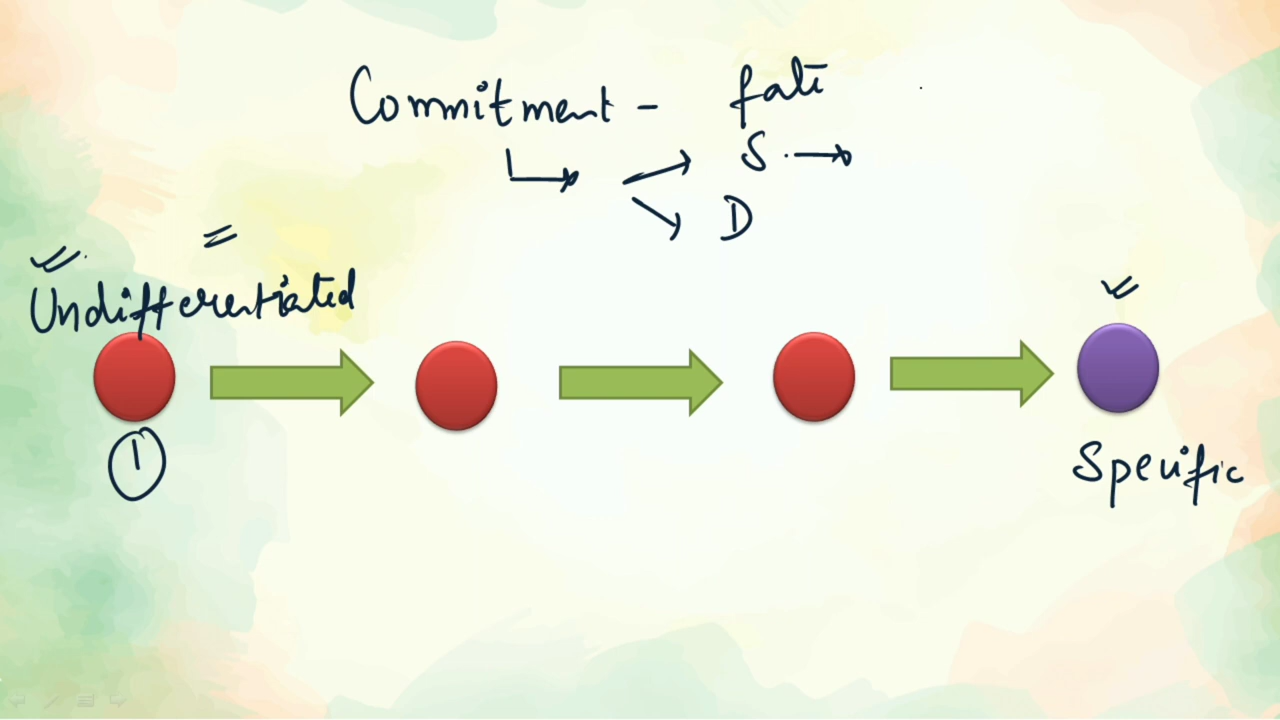 Commitment - fate
S
D
Undifferentiated
1
Specific